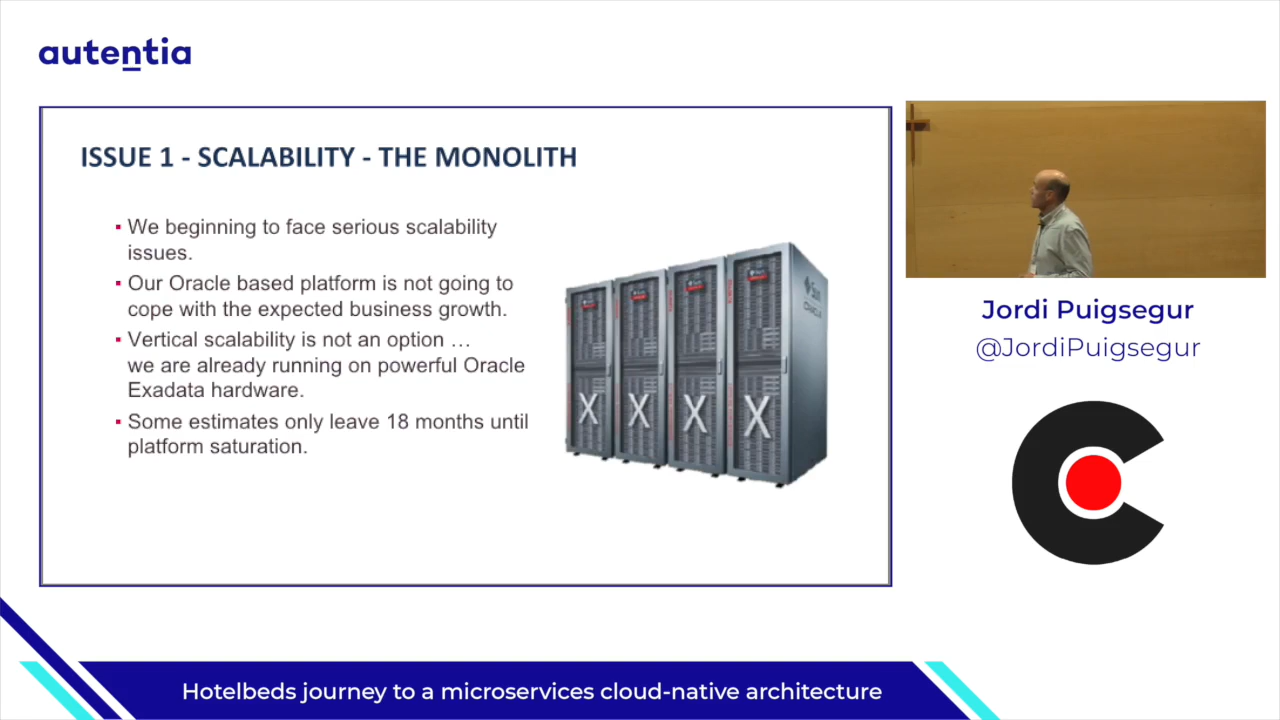 autentia
ISSUE 1 - SCALABILITY - THE MONOLITH
▪ We beginning to face serious scalability
issues.
▪ Our Oracle based platform is not going to
cope with the expected business growth.
▪ Vertical scalability is not an option …
we are already running on powerful Oracle
Exadata hardware.
▪ Some estimates only leave 18 months until
platform saturation.
X X X X
Sun
ORACLE
Jordi Puigsegur
@JordiPuigsegur
Hotelbeds journey to a microservices cloud-native architecture